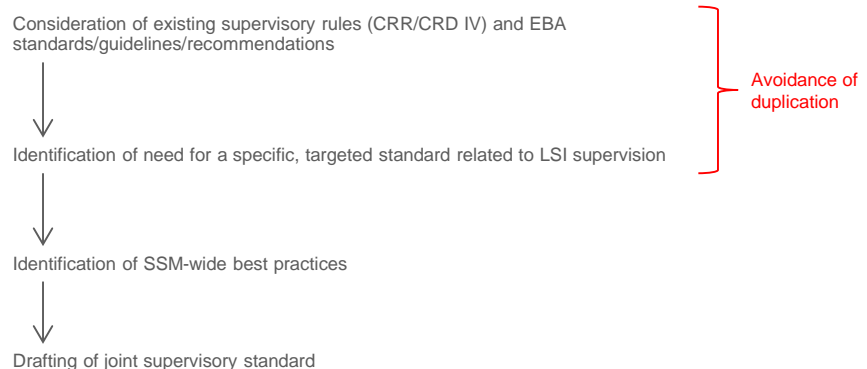 Consideration of existing supervisory rules (CRR/CRD IV) and EBA
standards/guidelines/recommendations
Avoidance of
duplication
Identification of need for a specific, targeted standard related to LSI supervision
Identification of SSM-wide best practices
Drafting of joint supervisory standard